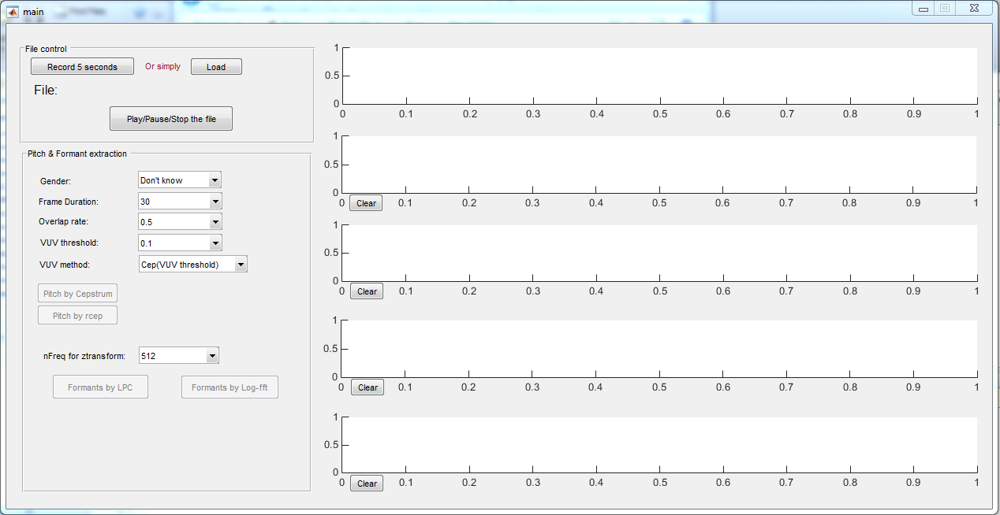 main
File control
Record 5 seconds Or simply Load
File:
Play/Pause/Stop the file
Pitch & Formant extraction
Gender: Don't know
Frame Duration: 30
Overlap rate: 0.5
VUV threshold: 0.1
VUV method: Cep(VUV threshold)
Pitch by Cepstrum
Pitch by rcep
nFreq for ztransform: 512
Formants by LPC Formants by Log-fft
1
0.5
0
0 0.1 0.2 0.3 0.4 0.5 0.6 0.7 0.8 0.9 1
1
0.5
0
0 Clear 0.1 0.2 0.3 0.4 0.5 0.6 0.7 0.8 0.9 1
1
0.5
0
0 Clear 0.1 0.2 0.3 0.4 0.5 0.6 0.7 0.8 0.9 1
1
0.5
0
0 Clear 0.1 0.2 0.3 0.4 0.5 0.6 0.7 0.8 0.9 1
1
0.5
0
0 Clear 0.1 0.2 0.3 0.4 0.5 0.6 0.7 0.8 0.9 1